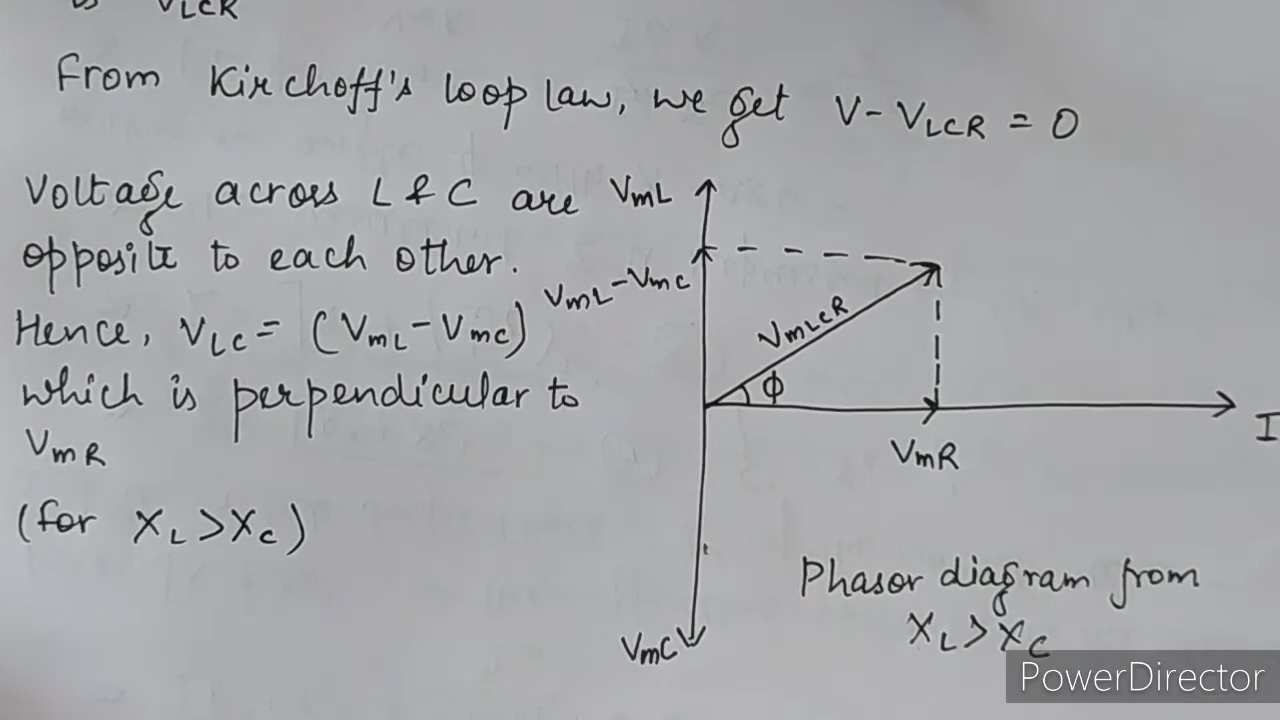 is VLCR
From Kirchoff's loop law, we get V-VLCR = 0
Voltage across L & C are
opposite to each other.
Hence, VLC = (VmL-Vmc)
which is perpendicular to
VmR
(for XL>Xc)
VmL
VmL-Vmc
VmLCR
ϕ
VmR
I
VmC
Phasor diagram from
XL>XC
PowerDirector